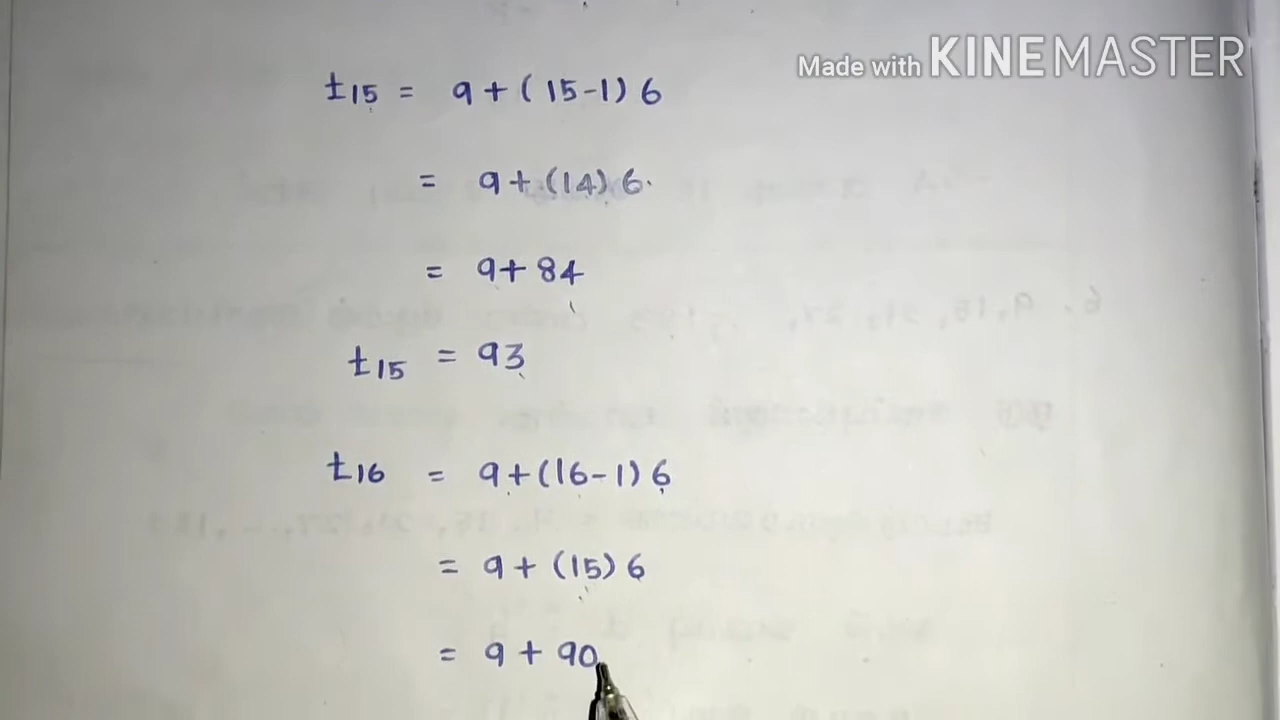 Made with KINEMASTER
t15 = 9+(15-1)6
= 9+(14)6.
= 9+84
t15 = 93
t16 = 9+(16-1)6
= 9+(15)6
= 9+90